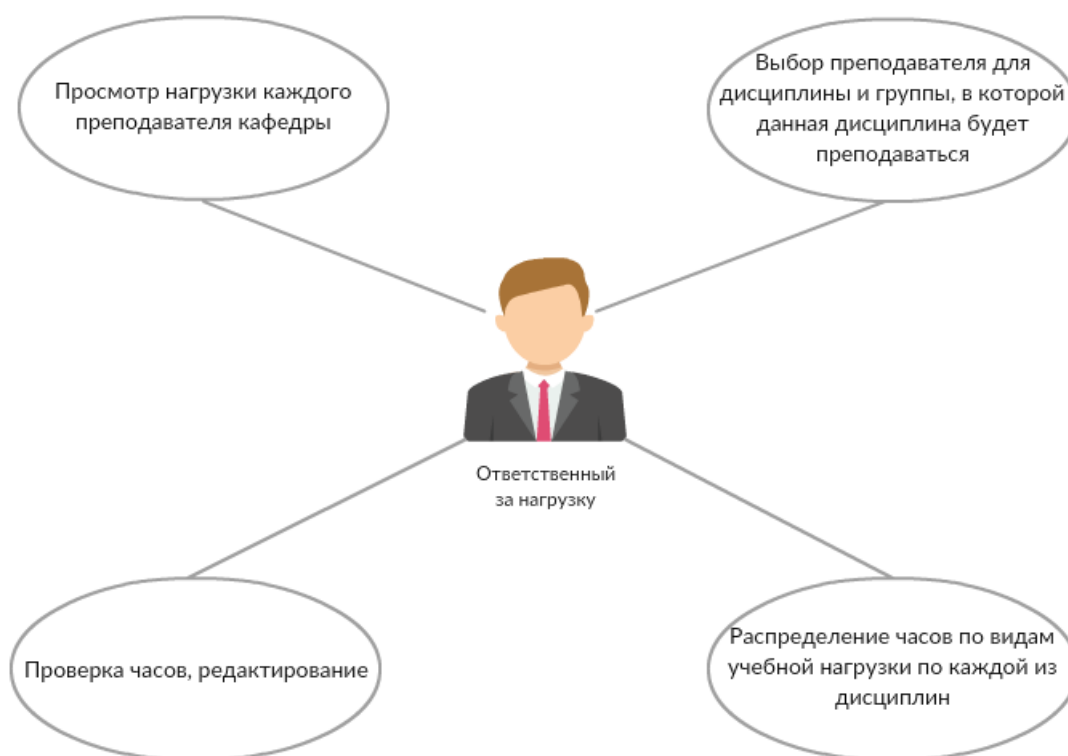 Просмотр нагрузки каждого
преподавателя кафедры
Выбор преподавателя для
дисциплины и группы, в которой
данная дисциплина будет
преподаваться
Ответственный
за нагрузку
Проверка часов, редактирование
Распределение часов по видам
учебной нагрузки по каждой из
дисциплин